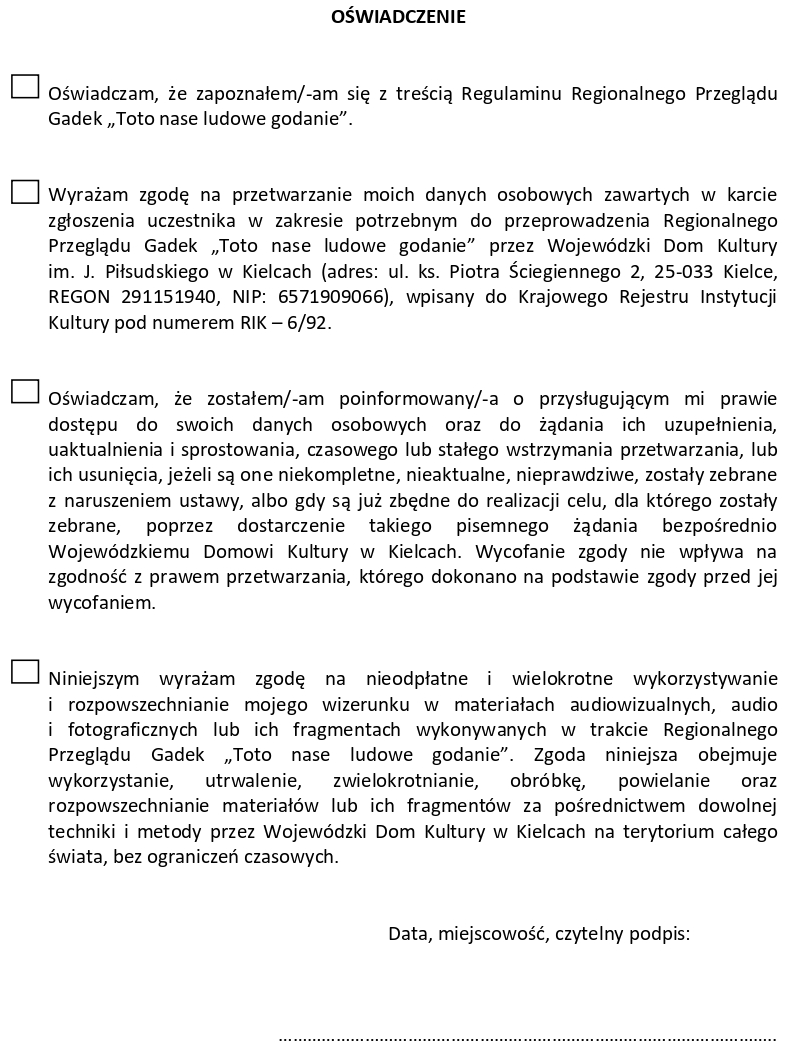 OŚWIADCZENIE
Oświadczam, że zapoznałem/-am się z treścią Regulaminu Regionalnego Przeglądu
Gadek „Toto nase ludowe godanie”.
Wyrażam zgodę na przetwarzanie moich danych osobowych zawartych w karcie
zgłoszenia uczestnika w zakresie potrzebnym do przeprowadzenia Regionalnego
Przeglądu Gadek „Toto nase ludowe godanie” przez Wojewódzki Dom Kultury
im. J. Piłsudskiego w Kielcach (adres: ul. ks. Piotra Ściegiennego 2, 25-033 Kielce,
REGON 291151940, NIP: 6571909066), wpisany do Krajowego Rejestru Instytucji
Kultury pod numerem RIK – 6/92.
Oświadczam, że zostałem/-am poinformowany/-a o przysługującym mi prawie
dostępu do swoich danych osobowych oraz do żądania ich uzupełnienia,
uaktualnienia i sprostowania, czasowego lub stałego wstrzymania przetwarzania, lub
ich usunięcia, jeżeli są one niekompletne, nieaktualne, nieprawdziwe, zostały zebrane
z naruszeniem ustawy, albo gdy są już zbędne do realizacji celu, dla którego zostały
zebrane, poprzez dostarczenie takiego pisemnego żądania bezpośrednio
Wojewódzkiemu Domowi Kultury w Kielcach. Wycofanie zgody nie wpływa na
zgodność z prawem przetwarzania, którego dokonano na podstawie zgody przed jej
wycofaniem.
Niniejszym wyrażam zgodę na nieodpłatne i wielokrotne wykorzystywanie
i rozpowszechnianie mojego wizerunku w materiałach audiowizualnych, audio
i fotograficznych lub ich fragmentach wykonywanych w trakcie Regionalnego
Przeglądu Gadek „Toto nase ludowe godanie”. Zgoda niniejsza obejmuje
wykorzystanie, utrwalenie, zwielokrotnianie, obróbkę, powielanie oraz
rozpowszechnianie materiałów lub ich fragmentów za pośrednictwem dowolnej
techniki i metody przez Wojewódzki Dom Kultury w Kielcach na terytorium całego
świata, bez ograniczeń czasowych.
Data, miejscowość, czytelny podpis: